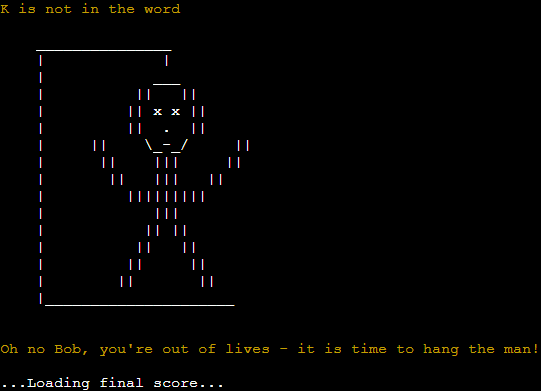 K is not in the word
x x
Oh no Bob, you're out of lives - it is time to hang the man!
...Loading final score...